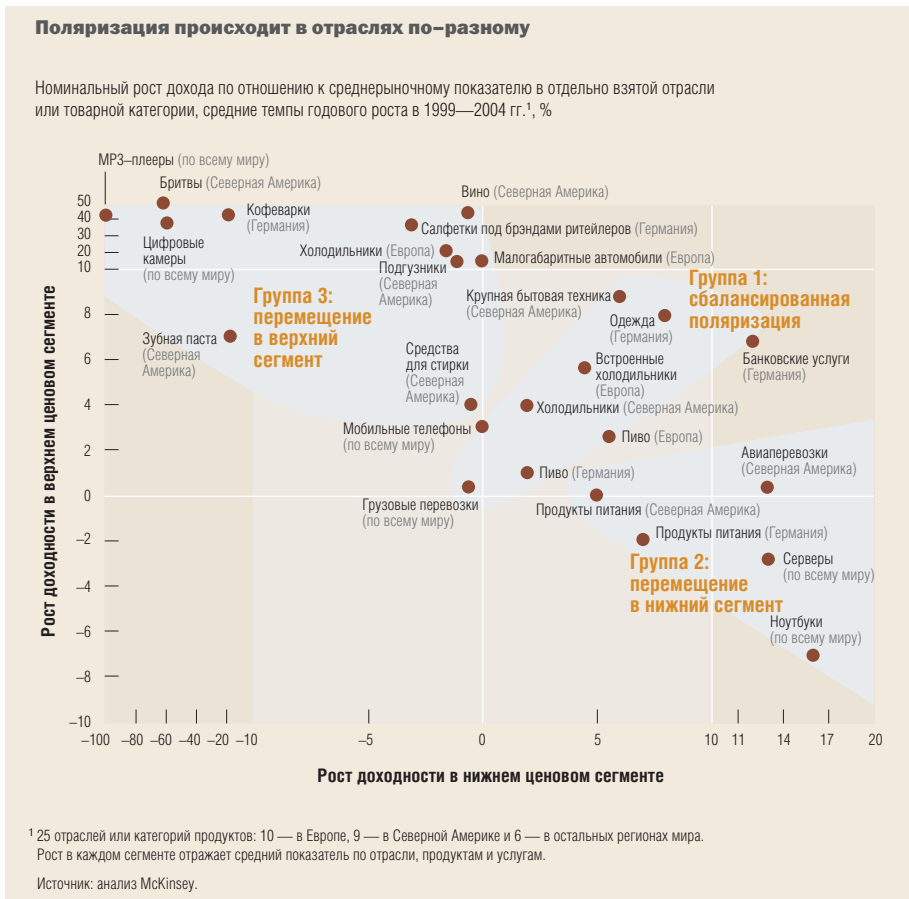 Поляризация происходит в отраслях по–разному
Номинальный рост дохода по отношению к среднерыночному показателю в отдельно взятой отрасли
или товарной категории, средние темпы годового роста в 1999—2004 гг.¹, %
МР3–плееры (по всему миру)
Бритвы (Северная Америка)
Вино (Северная Америка)
Кофеварки
(Германия)
Салфетки под брэндами ритейлеров (Германия)
Цифровые
камеры
(по всему миру)
Холодильники (Европа)
Малогабаритные автомобили (Европа)
Подгузники
(Северная
Америка)
Группа 1:
сбалансированная
поляризация
Группа 3:
перемещение
в верхний
сегмент
Крупная бытовая техника
(Северная Америка)
Одежда
(Германия)
Зубная паста
(Северная
Америка)
Средства
для стирки
(Северная
Америка)
Встроенные
холодильники
(Европа)
Банковские услуги
(Германия)
Холодильники (Северная Америка)
Мобильные телефоны
(по всему миру)
Пиво (Европа)
Авиаперевозки
(Северная Америка)
Пиво (Германия)
Грузовые перевозки
(по всему миру)
Продукты питания (Северная Америка)
Продукты питания (Германия)
Группа 2:
перемещение
в нижний сегмент
Серверы
(по всему миру)
Ноутбуки
(по всему миру)
Рост доходности в верхнем ценовом сегменте
50
40
30
20
10
8
6
4
2
0
–2
–4
–6
–8
–10
–100 –80 –60 –40 –20 –10 –5 0 5 10 11 14 17 20
Рост доходности в нижнем ценовом сегменте
¹ 25 отраслей или категорий продуктов: 10 — в Европе, 9 — в Северной Америке и 6 — в остальных регионах мира.
Рост в каждом сегменте отражает средний показатель по отрасли, продуктам и услугам.
Источник: анализ McKinsey.